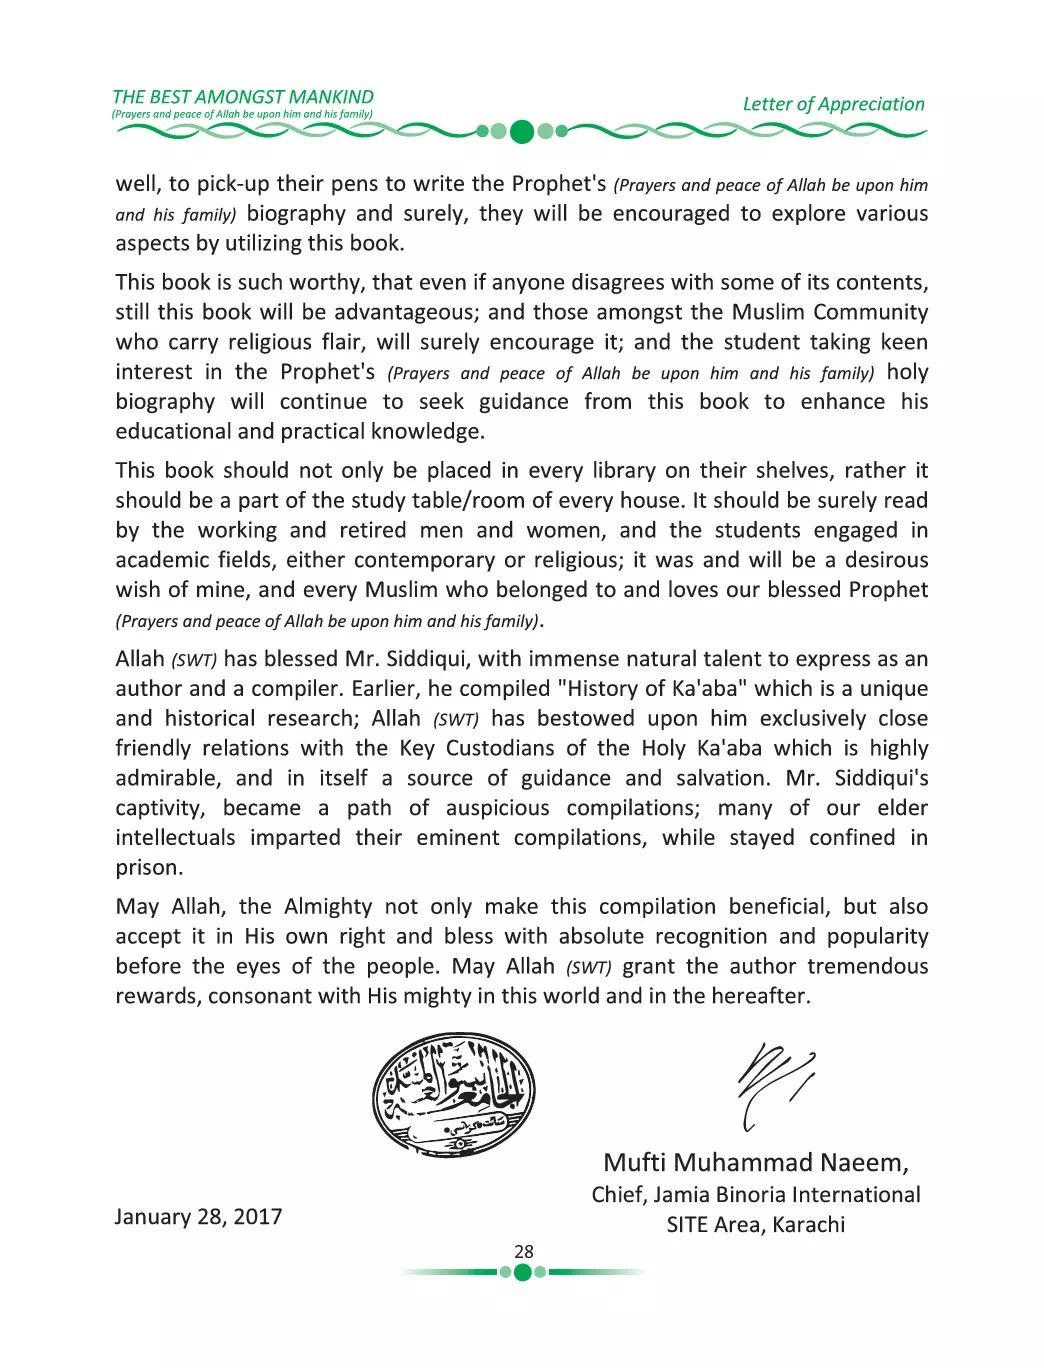 THE BEST AMONGST MANKIND
(Prayers and peace of Allah be upon him and his family)
Letter of Appreciation
well, to pick-up their pens to write the Prophet's (Prayers and peace of Allah be upon him
and his family) biography and surely, they will be encouraged to explore various
aspects by utilizing this book.
This book is such worthy, that even if anyone disagrees with some of its contents,
still this book will be advantageous; and those amongst the Muslim Community
who carry religious flair, will surely encourage it; and the student taking keen
interest in the Prophet's (Prayers and peace of Allah be upon him and his family) holy
biography will continue to seek guidance from this book to enhance his
educational and practical knowledge.
This book should not only be placed in every library on their shelves, rather it
should be a part of the study table/room of every house. It should be surely read
by the working and retired men and women, and the students engaged in
academic fields, either contemporary or religious; it was and will be a desirous
wish of mine, and every Muslim who belonged to and loves our blessed Prophet
(Prayers and peace of Allah be upon him and his family).
Allah (SWT) has blessed Mr. Siddiqui, with immense natural talent to express as an
author and a compiler. Earlier, he compiled "History of Ka'aba" which is a unique
and historical research; Allah (SWT) has bestowed upon him exclusively close
friendly relations with the Key Custodians of the Holy Ka'aba which is highly
admirable, and in itself a source of guidance and salvation. Mr. Siddiqui's
captivity, became a path of auspicious compilations; many of our elder
intellectuals imparted their eminent compilations, while stayed confined in
prison.
May Allah, the Almighty not only make this compilation beneficial, but also
accept it in His own right and bless with absolute recognition and popularity
before the eyes of the people. May Allah (SWT) grant the author tremendous
rewards, consonant with His mighty in this world and in the hereafter.
Mufti Muhammad Naeem,
Chief, Jamia Binoria International
SITE Area, Karachi
January 28, 2017
28